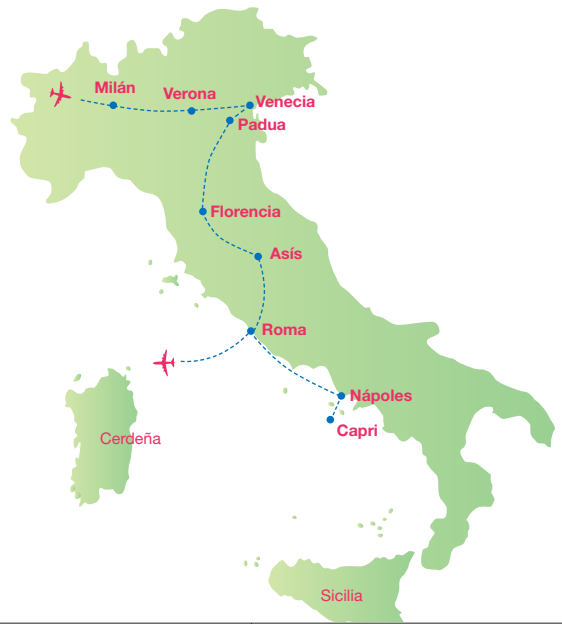 Milán
Verona
Venecia
Padua
Florencia
Asís
Roma
Nápoles
Capri
Cerdeña
Sicilia